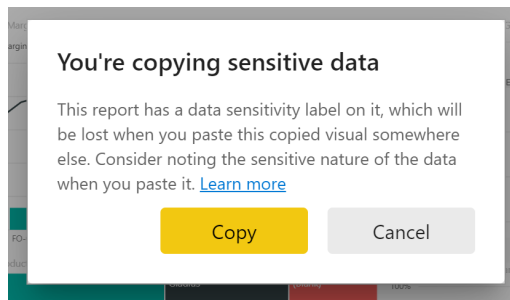 You're copying sensitive data
This report has a data sensitivity label on it, which will
be lost when you paste this copied visual somewhere
else. Consider noting the sensitive nature of the data
when you paste it. Learn more
Copy Cancel
FO-
100%